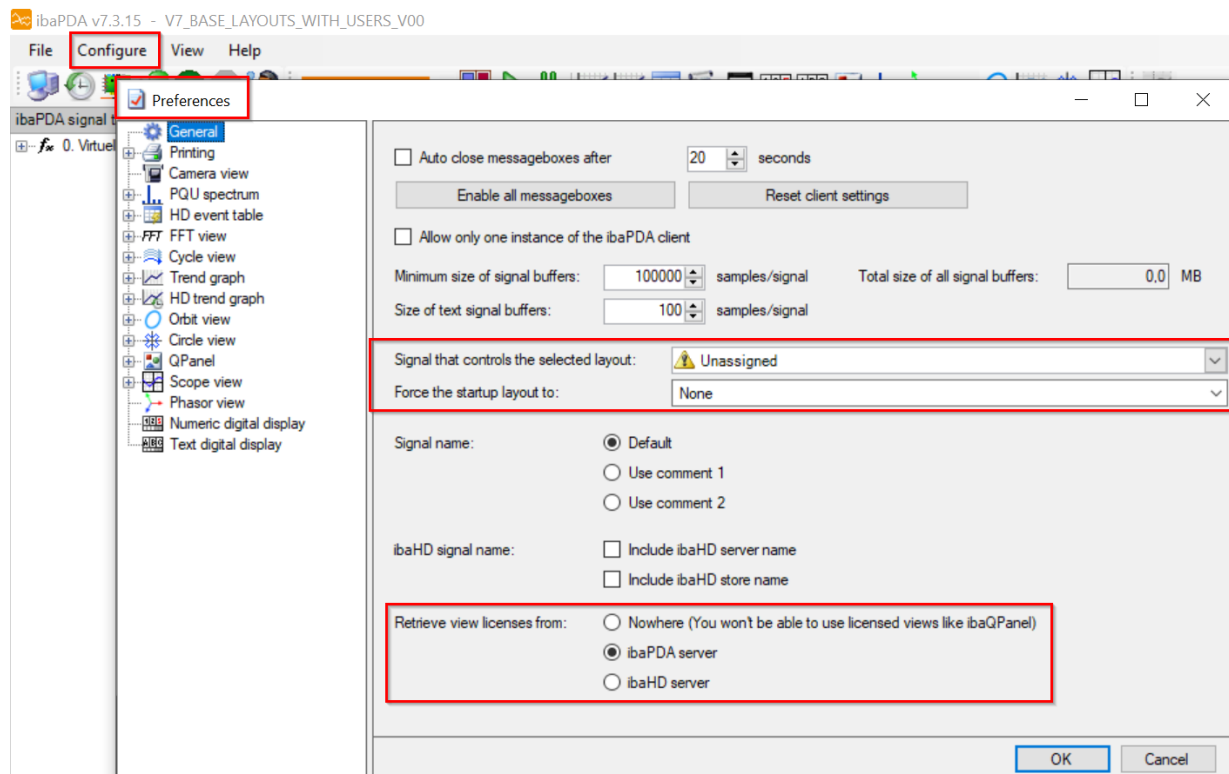 ibaPDA v7.3.15 - V7_BASE_LAYOUTS_WITH_USERS_V00
File Configure View Help
Preferences
ibaPDA signal t
0. Virtuel
General
Printing
Camera view
PQU spectrum
HD event table
FFT FFT view
Cycle view
Trend graph
HD trend graph
Orbit view
Circle view
QPanel
Scope view
Phasor view
Numeric digital display
Text digital display
Auto close messageboxes after 20 seconds
Enable all messageboxes Reset client settings
Allow only one instance of the ibaPDA client
Minimum size of signal buffers: 100000 samples/signal Total size of all signal buffers: 0,0 MB
Size of text signal buffers: 100 samples/signal
Signal that controls the selected layout: Unassigned
Force the startup layout to: None
Signal name: Default
Use comment 1
Use comment 2
ibaHD signal name: Include ibaHD server name
Include ibaHD store name
Retrieve view licenses from: Nowhere (You won't be able to use licensed views like ibaQPanel)
ibaPDA server
ibaHD server
OK Cancel